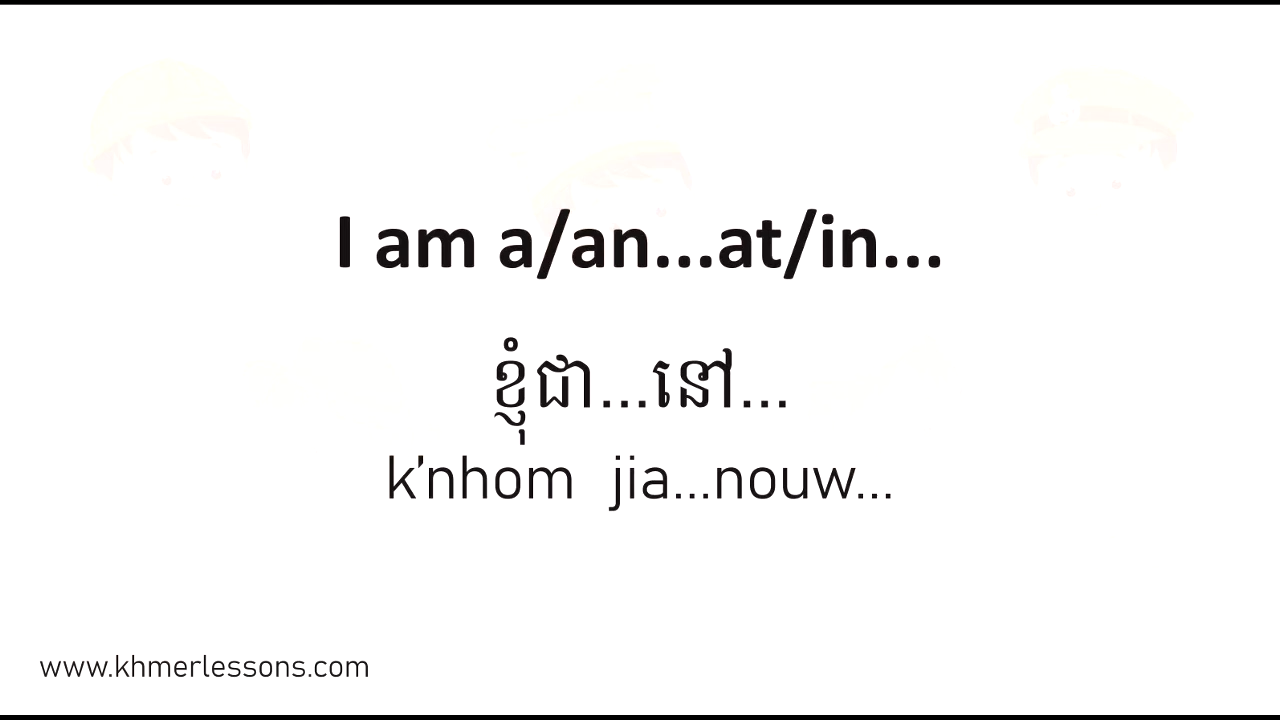 I am a/an...at/in...
ខ្ញុំជា...នៅ...
k'nhom jia...nouw...
www.khmerlessons.com